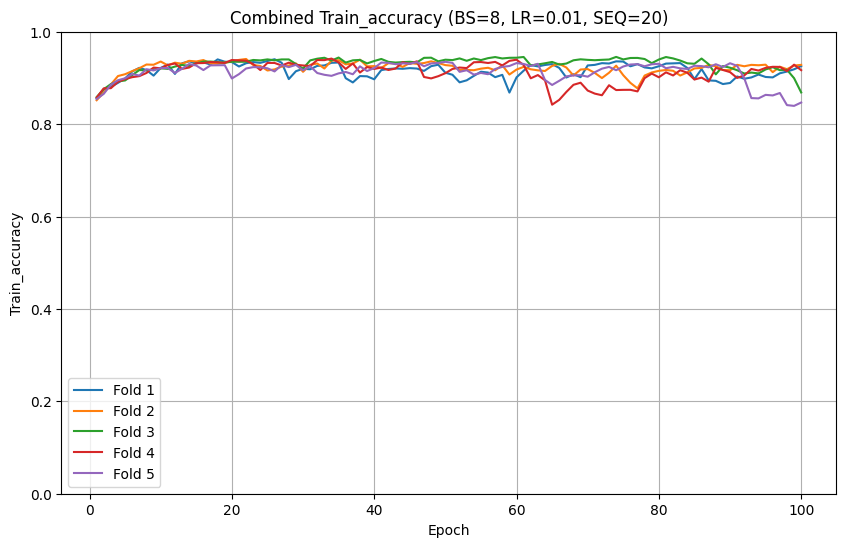 Combined Train_accuracy (BS=8, LR=0.01, SEQ=20)
Train_accuracy
1.0
0.8
0.6
0.4
0.2
0.0
Fold 1
Fold 2
Fold 3
Fold 4
Fold 5
0 20 40 60 80 100
Epoch